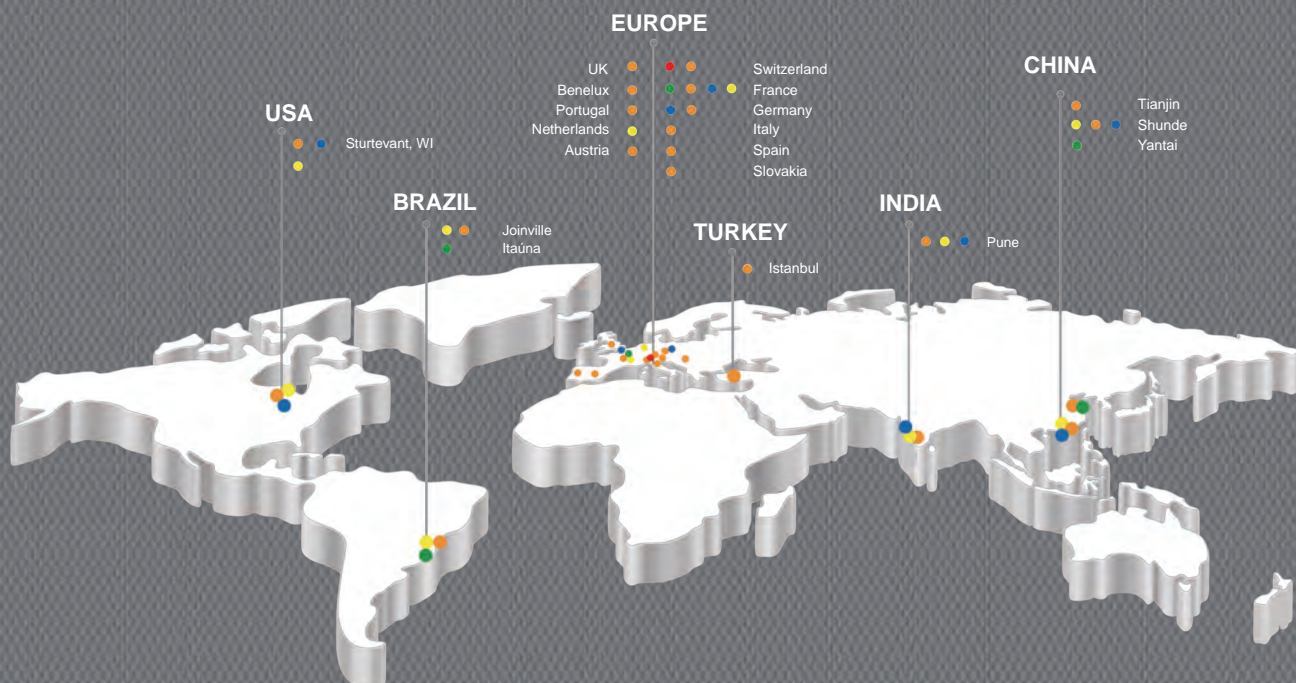 EUROPE
UK
Benelux
Portugal
Netherlands
Austria
Switzerland
France
Germany
Italy
Spain
Slovakia
CHINA
Tianjin
Shunde
Yantai
USA
Sturtevant, WI
BRAZIL
Joinville
Itaúna
TURKEY
Istanbul
INDIA
Pune